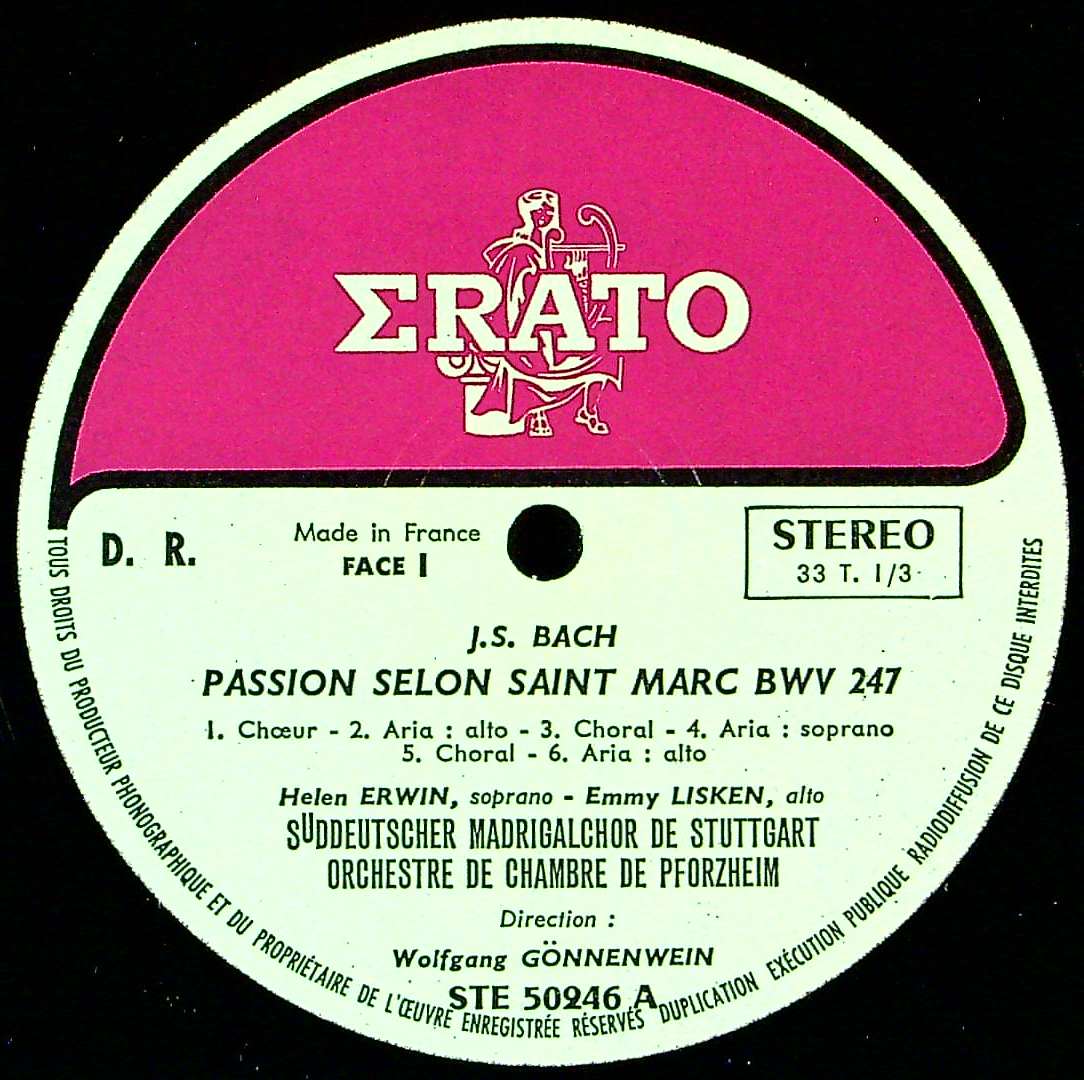 ΣRATO
D. R.
Made in France
FACE I
STEREO
33 T. 1/3
J.S. BACH
PASSION SELON SAINT MARC BWV 247
1. Chœur - 2. Aria : alto - 3. Choral - 4. Aria : soprano
5. Choral - 6. Aria : alto
Helen ERWIN, soprano - Emmy LISKEN, alto
SÜDDEUTSCHER MADRIGALCHOR DE STUTTGART
ORCHESTRE DE CHAMBRE DE PFORZHEIM
Direction :
Wolfgang GÖNNENWEIN
STE 50246 A
TOUS DROITS DU PRODUCTEUR PHONOGRAPHIQUE ET DU PROPRIÉTAIRE DE L'ŒUVRE ENREGISTRÉE RÉSERVÉS DUPLICATION EXÉCUTION PUBLIQUE RADIODIFFUSION DE CE DISQUE INTERDITES